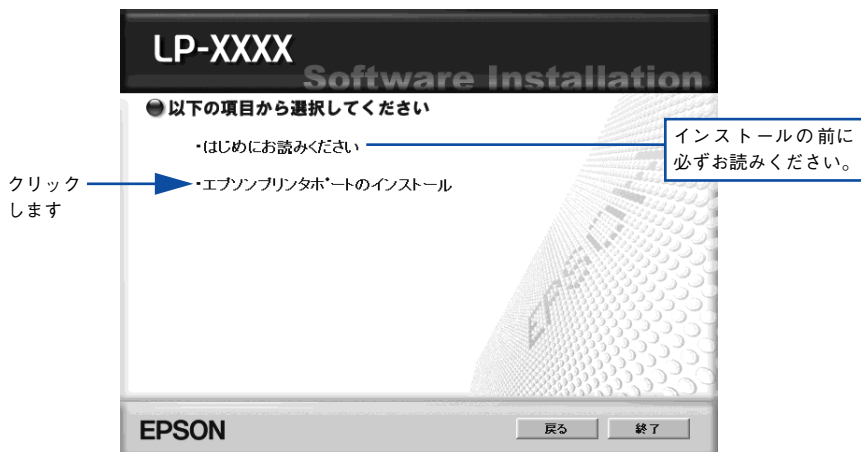 LP-XXXX
Software Installation
以下の項目から選択してください
・はじめにお読みください
インストールの前に
必ずお読みください。
クリック
します
・エプソンプリンタポートのインストール
EPSON
EPSON
戻る
終了